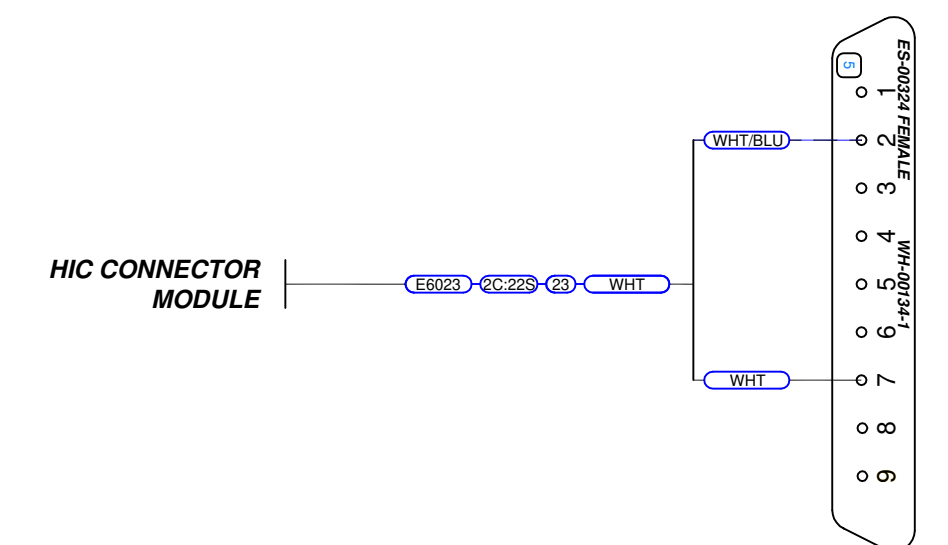 HIC CONNECTOR
MODULE
E6023
2C:22S
23
WHT
WHT/BLU
WHT
5
1
2
3
4
5
6
7
8
9
ES-00324 FEMALE
WH-00134-1